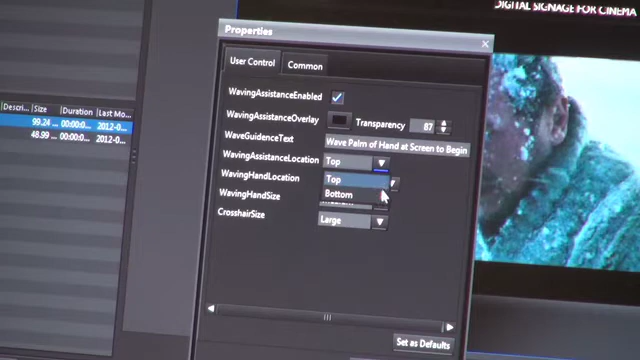 DIGITAL SIGNAGE FOR CINEMA
Properties
User Control
Common
WavingAssistanceEnabled
WavingAssistanceOverlay
Transparency
87
WaveGuidenceText
Wave Palm of Hand at Screen to Begin
WavingAssistanceLocation
Top
WavingHandLocation
Top
Bottom
WavingHandSize
CrosshairSize
Large
Set as Defaults
Descri...
Size
Duration
Last Mo...
99.24 ...
00:00:0...
2012-0...
48.99 ...
00:00:0...
2012-0...